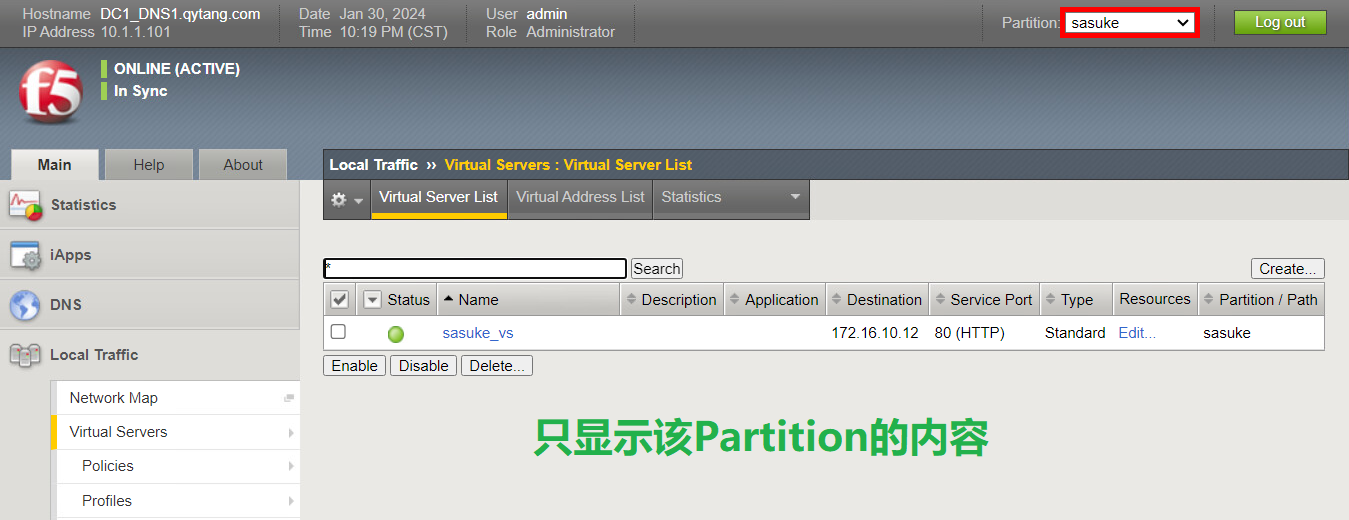 Hostname DC1_DNS1.qytang.com Date Jan 30, 2024 User admin Partition: sasuke Log out
IP Address 10.1.1.101 Time 10:19 PM (CST) Role Administrator
f5
ONLINE (ACTIVE)
In Sync
Main Help About
Local Traffic ›› Virtual Servers : Virtual Server List
Virtual Server List Virtual Address List Statistics
Statistics
iApps
DNS
Local Traffic
Network Map
Virtual Servers
Policies
Profiles
* Search Create...
Status Name Description Application Destination Service Port Type Resources Partition / Path
sasuke_vs 172.16.10.12 80 (HTTP) Standard Edit... sasuke
Enable Disable Delete...
只显示该Partition的内容